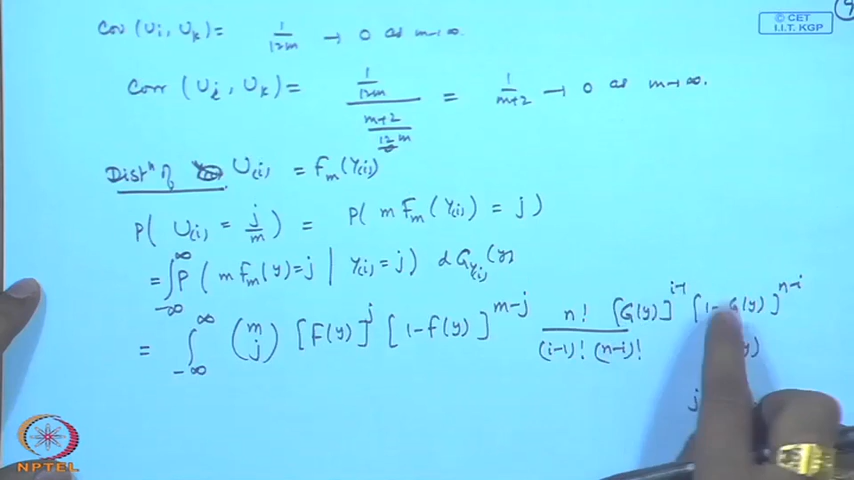 © CET
I.I.T. KGP
Cov (Ui, Uk) = 1/12m → 0 as m→∞.
Corr (Ui, Uk) = (1/12m)/((m+2)/12m) = 1/(m+2) → 0 as m→∞.
Distⁿ of U(i) = Fm(Y(i))
P( U(i) = j/m ) = P( m Fm(Y(i)) = j )
= ∫_{-∞}^{∞} P( m Fm(y) = j | Y(i) = j ) dG_{Y(i)}(y)
= ∫_{-∞}^{∞} (m j) [F(y)]^j [1-F(y)]^{m-j} n!/((i-1)! (n-i)!) [G(y)]^{i-1} [1-G(y)]^{n-i}
y)
j
NPTEL